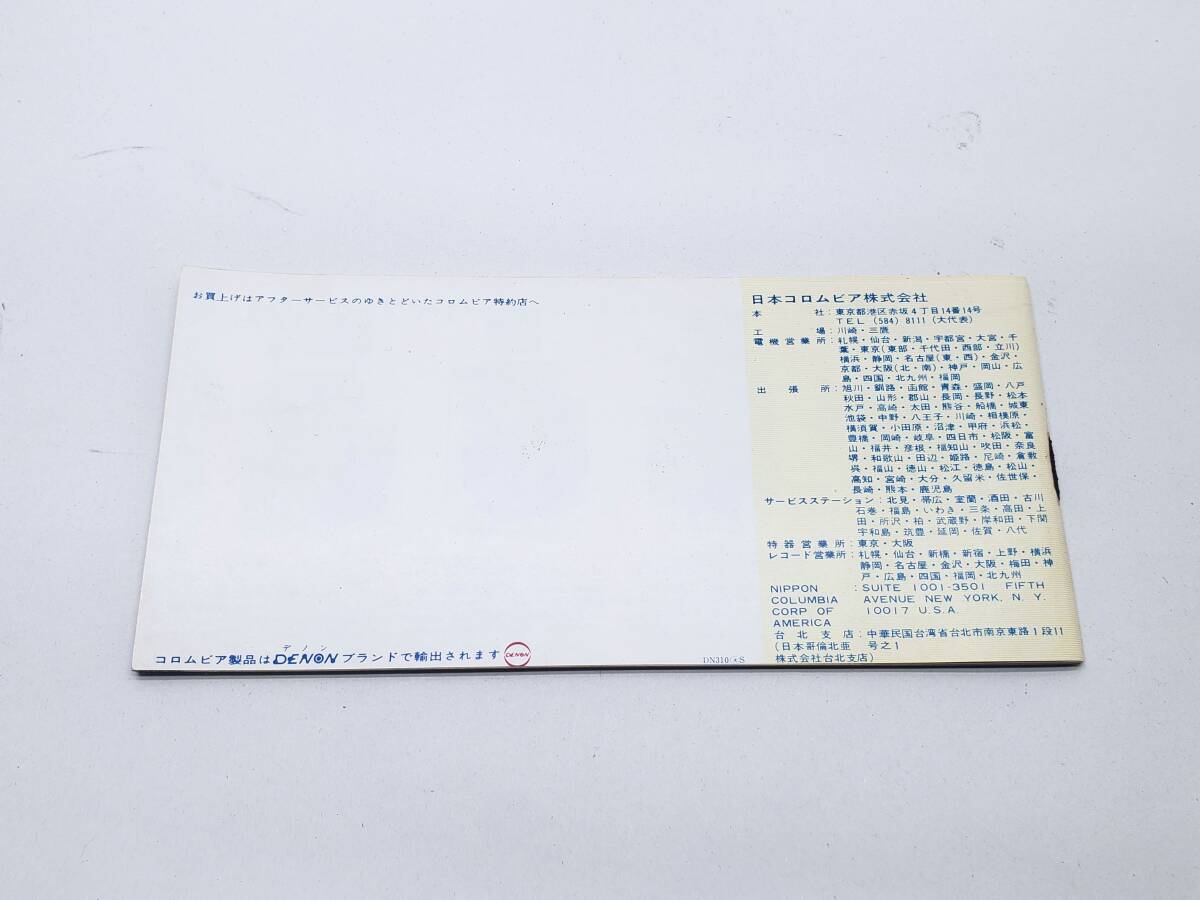 お買上げはアフターサービスのゆきとどいたコロムビア特約店へ
日本コロムビア株式会社
本社：東京都港区赤坂4丁目14番14号
TEL (584) 8111 (大代表)
工場：川崎・三鷹
電機営業所：札幌・仙台・新潟・宇都宮・大宮・千
葉・東京(東部・千代田・西部・立川)
横浜・静岡・名古屋(東・西)・金沢・
京都・大阪(北・南)・神戸・岡山・広
島・四国・北九州・福岡
出張所：旭川・釧路・函館・青森・盛岡・八戸
秋田・山形・郡山・長岡・長野・松本
水戸・高崎・太田・熊谷・船橋・城東
池袋・中野・八王子・川崎・相模原・
横須賀・小田原・沼津・甲府・浜松・
豊橋・岡崎・岐阜・四日市・松阪・富
山・福井・彦根・福知山・吹田・奈良
堺・和歌山・田辺・姫路・尼崎・倉敷
呉・福山・徳山・松江・徳島・松山・
高知・宮崎・大分・久留米・佐世保・
長崎・熊本・鹿児島
サービスステーション：北見・帯広・室蘭・酒田・古川
石巻・福島・いわき・三条・高田・上
田・所沢・柏・武蔵野・岸和田・下関
宇和島・筑豊・延岡・佐賀・八代
特器営業所：東京・大阪
レコード営業所：札幌・仙台・新橋・新宿・上野・横浜
静岡・名古屋・金沢・大阪・梅田・神
戸・広島・四国・福岡・北九州
NIPPON : SUITE 1001-3501 FIFTH
COLUMBIA AVENUE NEW YORK, N. Y.
CORP OF 10017 U.S.A.
AMERICA
台北支店：中華民国台湾省台北市南京東路1段11
(日本哥倫北亜 号之1
株式会社台北支店)
デノン
コロムビア製品はDENONブランドで輸出されます DENON